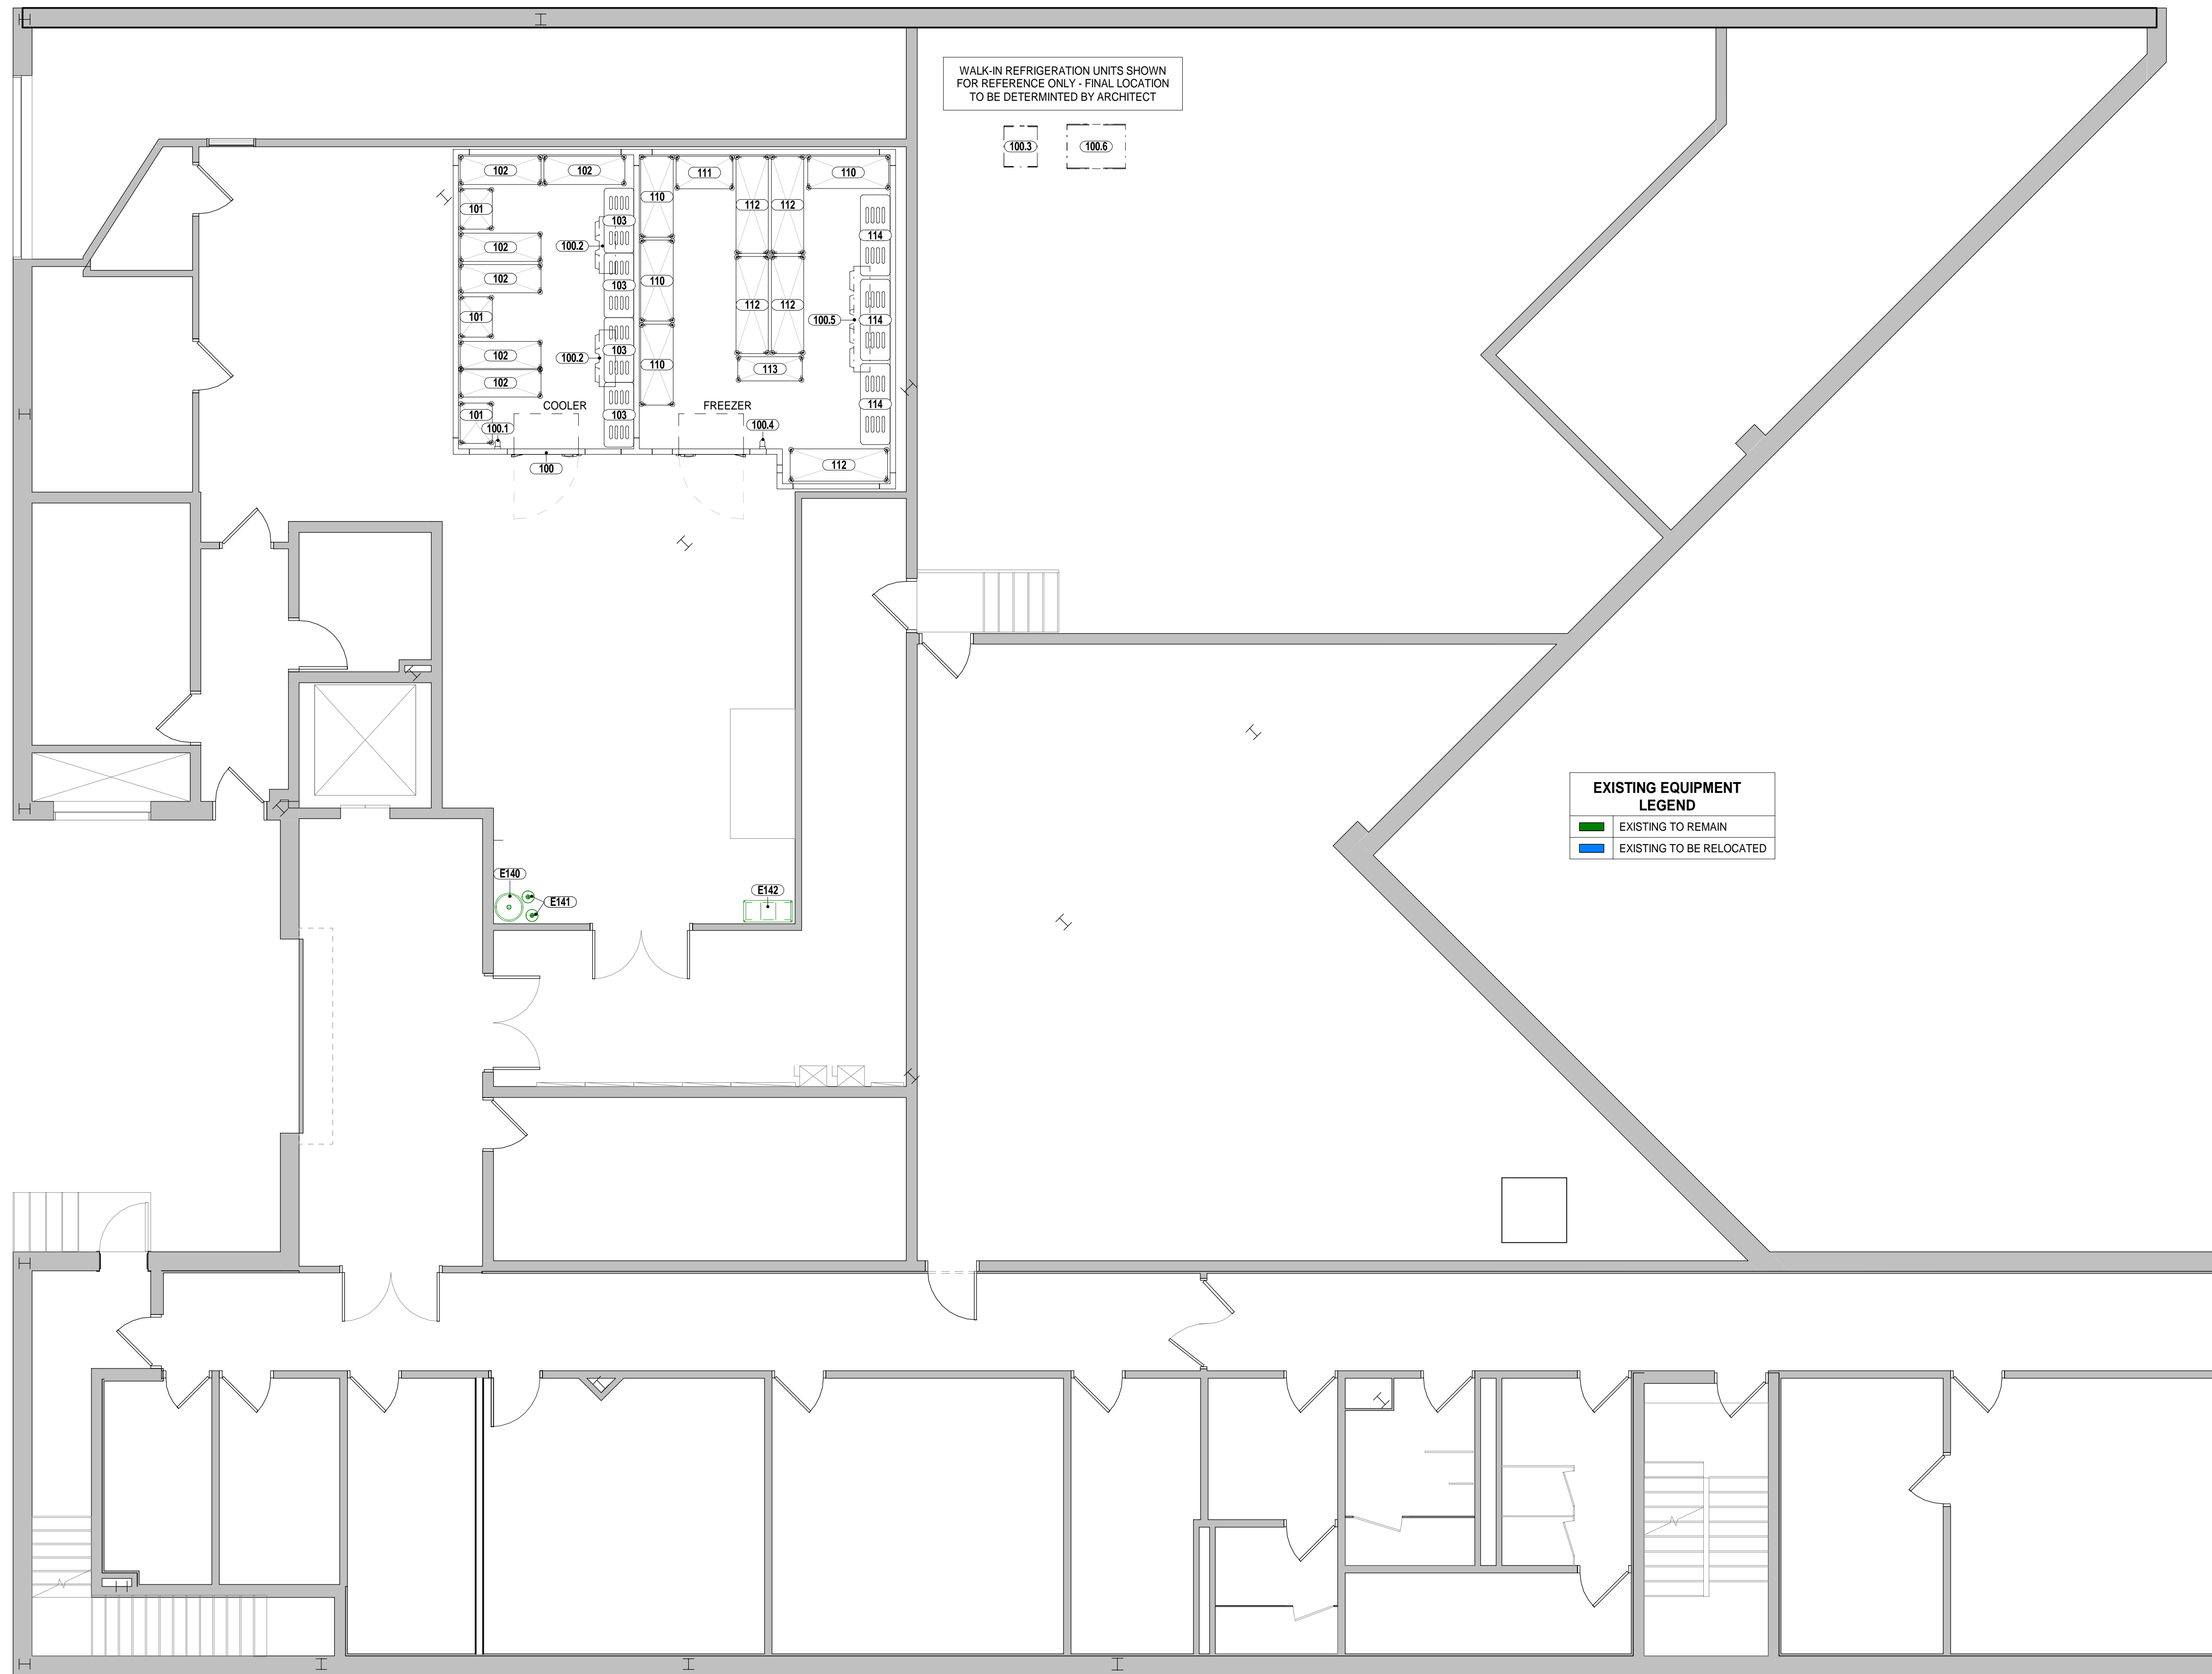 WALK-IN REFRIGERATION UNITS SHOWN
FOR REFERENCE ONLY - FINAL LOCATION
TO BE DETERMINTED BY ARCHITECT
100.3
100.6
102
102
111
110
110
101
112
112
103
114
102
100.2
102
110
103
112
112
101
100.5
114
103
102
100.2
110
113
102
COOLER
FREEZER
114
101
103
100.1
100.4
100
112
EXISTING EQUIPMENT
LEGEND
EXISTING TO REMAIN
EXISTING TO BE RELOCATED
E140
E141
E142